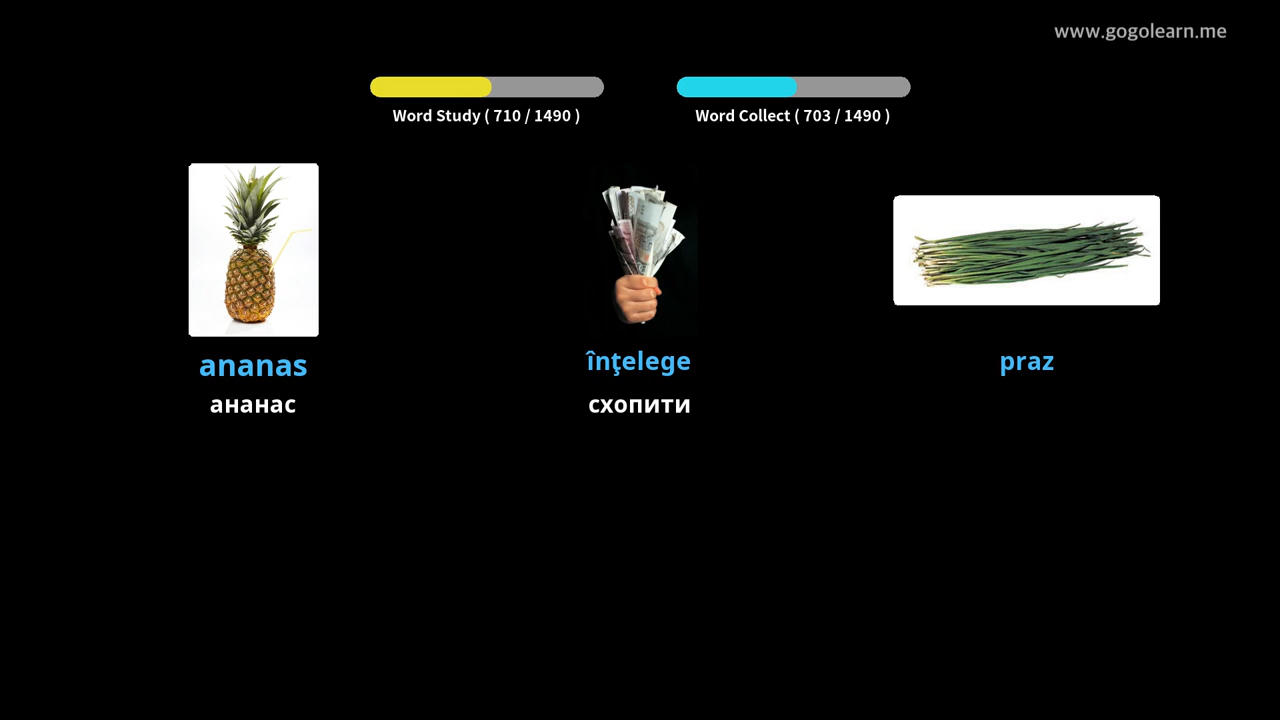 www.gogolearn.me
Word Study ( 710 / 1490 )
Word Collect ( 703 / 1490 )
ananas
înţelege
praz
ананас
схопити